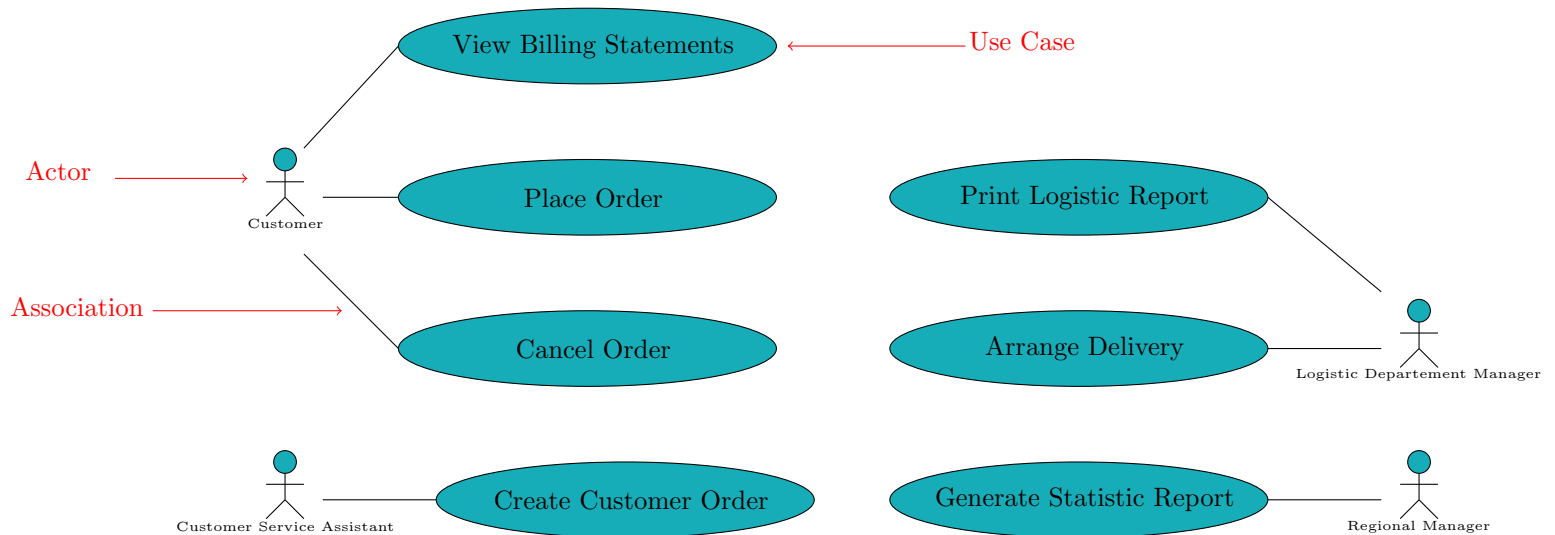 View Billing Statements
Use Case
Actor
Customer
Place Order
Print Logistic Report
Association
Cancel Order
Arrange Delivery
Logistic Departement Manager
Customer Service Assistant
Create Customer Order
Generate Statistic Report
Regional Manager